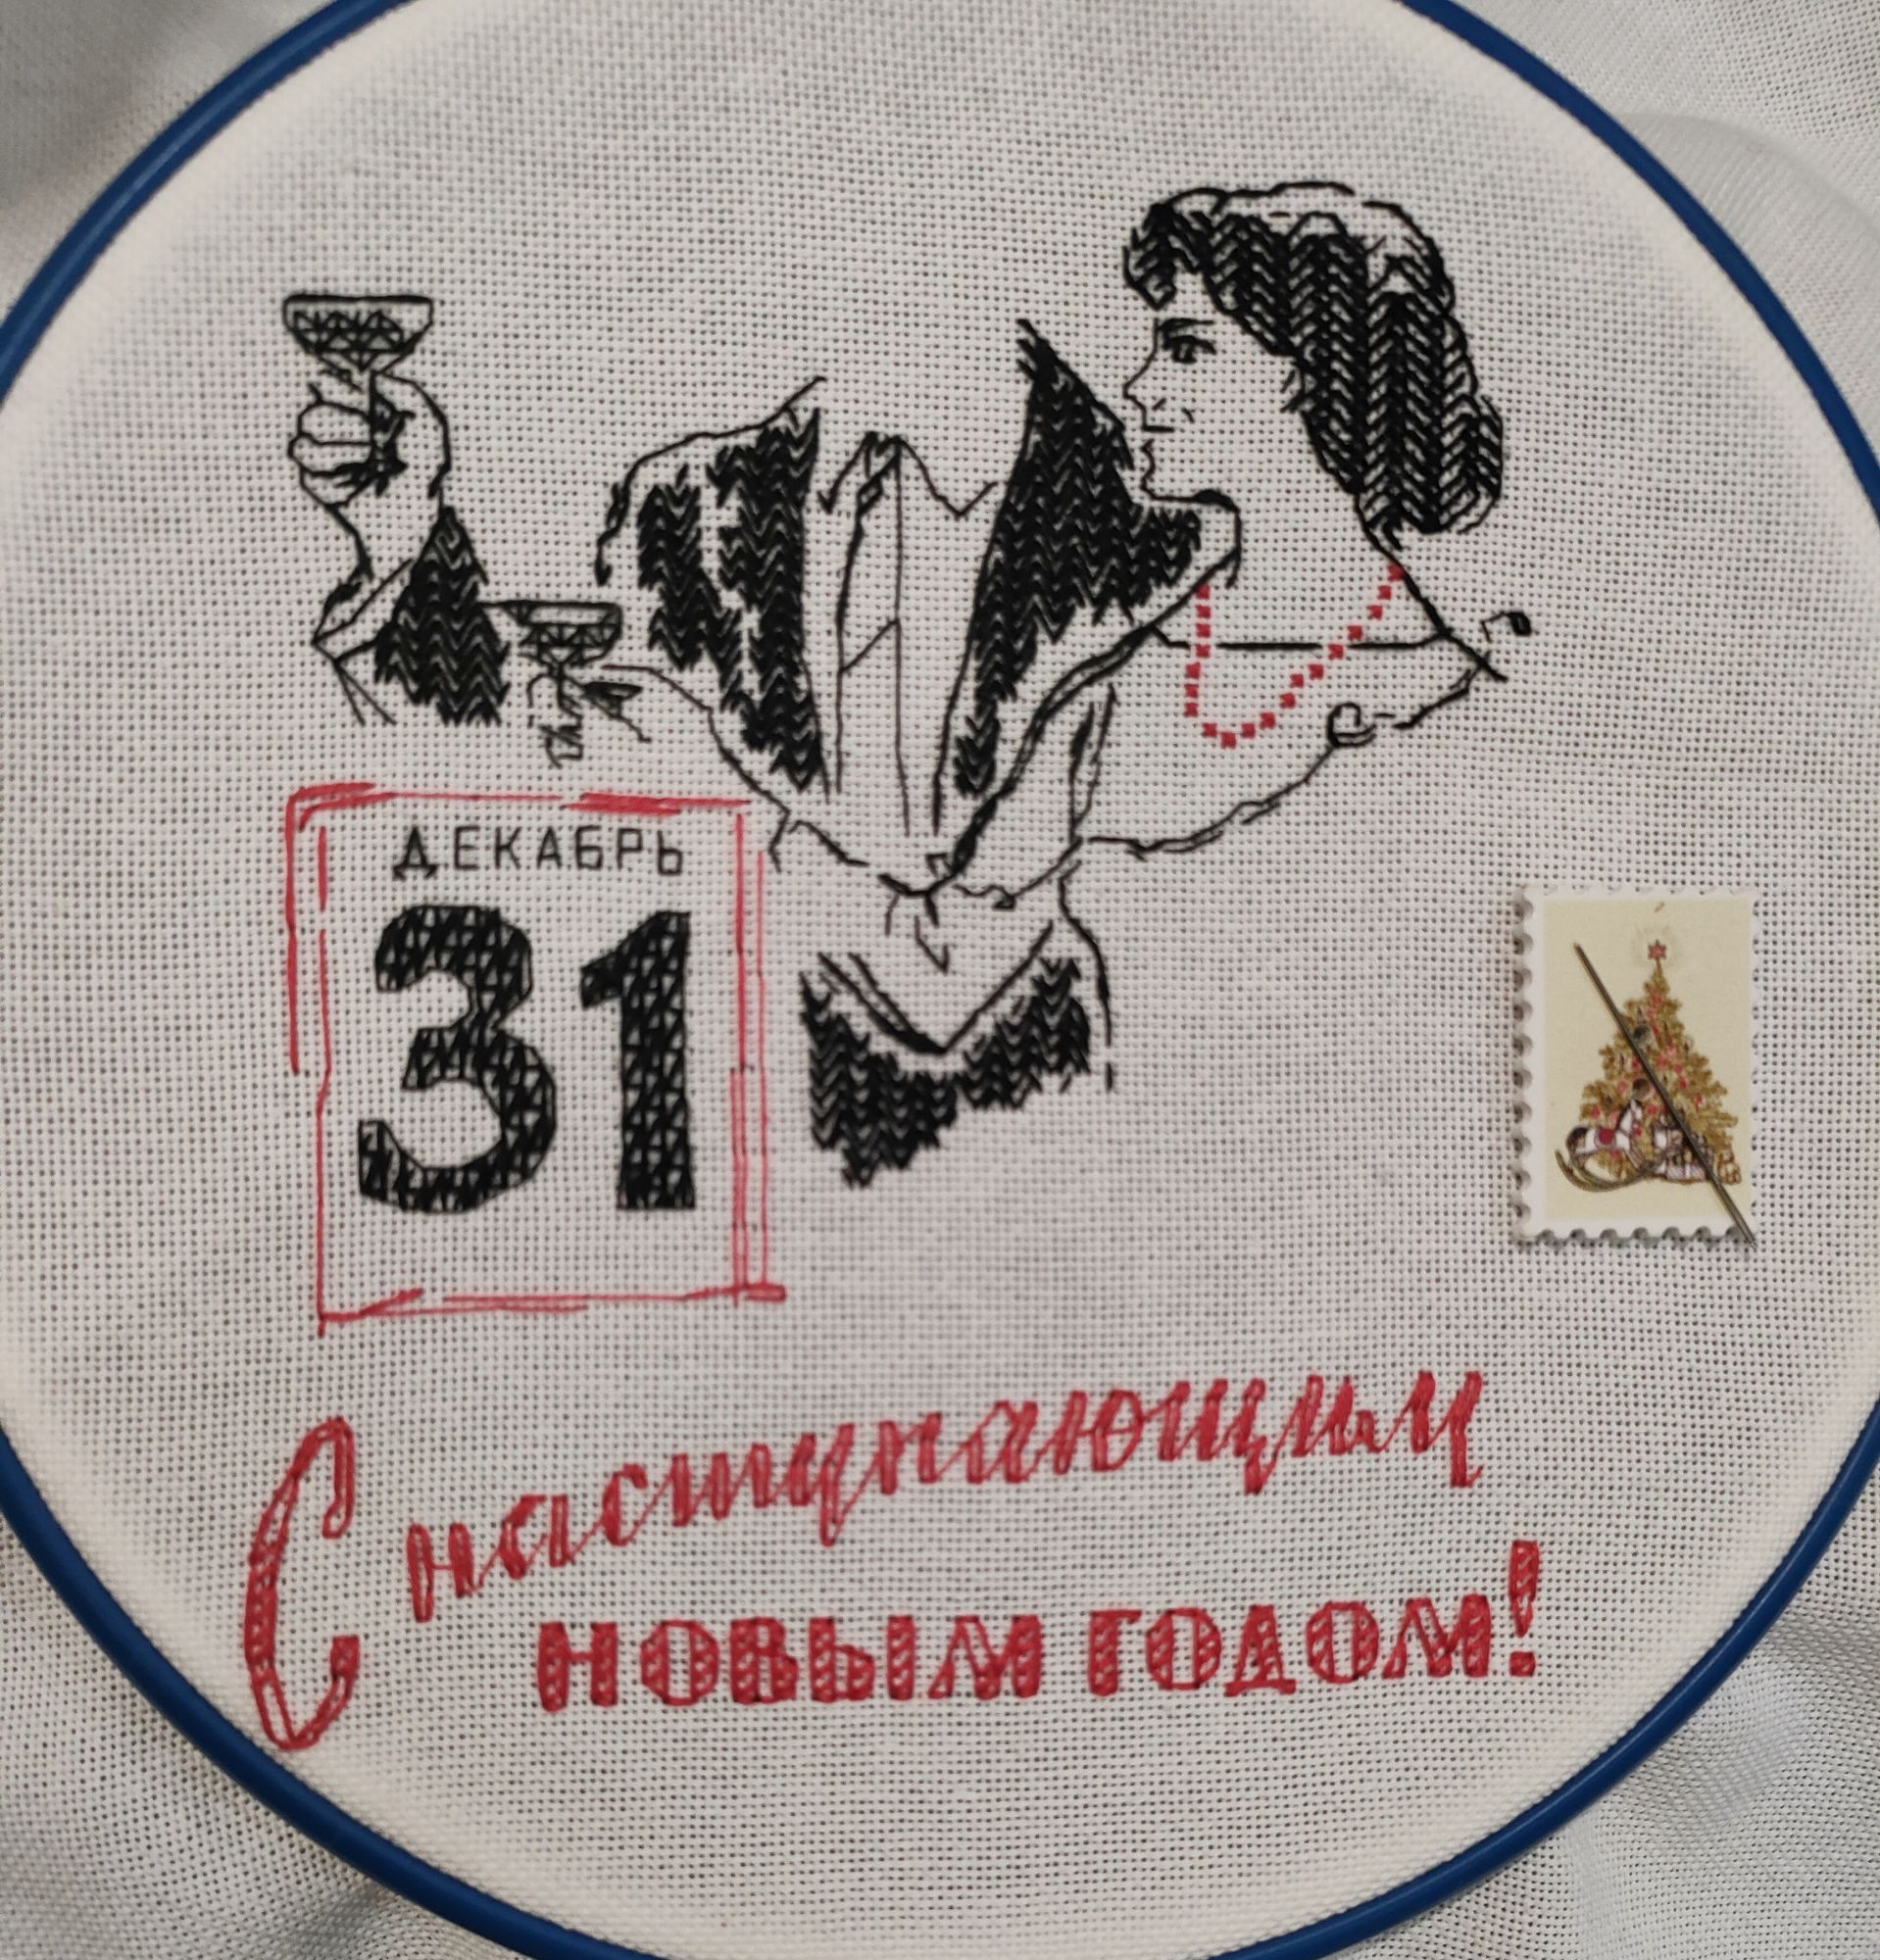 ДЕКАБРЬ
31
С наступающим
НОВЫМ ГОДОМ!